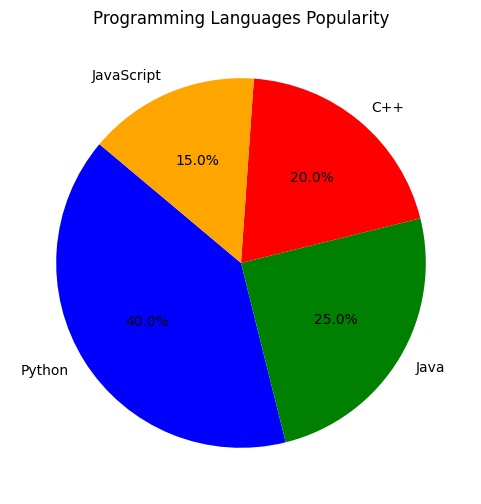 Programming Languages Popularity
JavaScript
C++
15.0%
20.0%
40.0%
25.0%
Python
Java